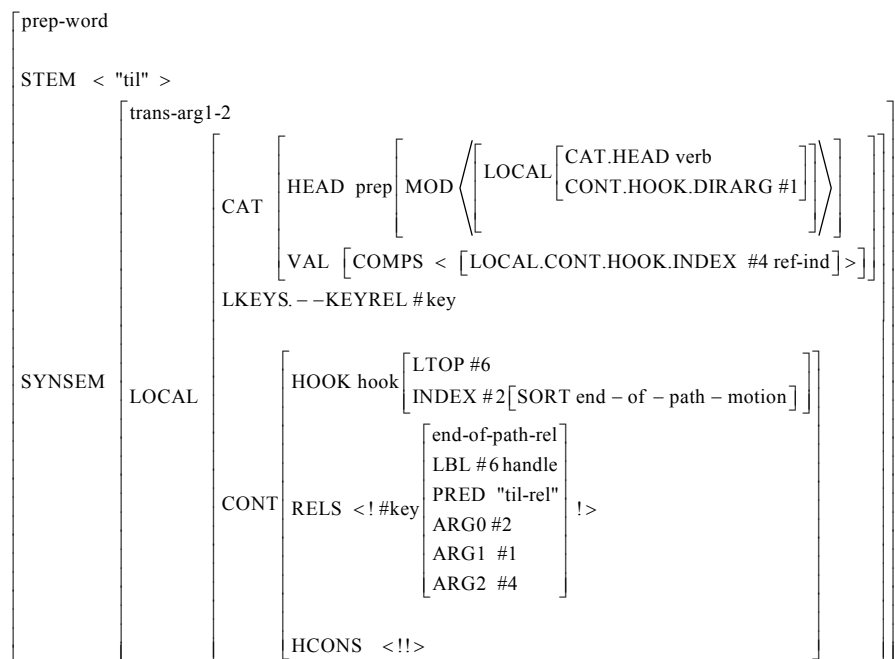 prep-word
STEM < "til" >
trans-arg1-2
CAT.HEAD verb
HEAD prep [MOD < [LOCAL [
CONT.HOOK.DIRARG #1]]>]
CAT
VAL [COMPS < [LOCAL.CONT.HOOK.INDEX #4 ref-ind] >]
LKEYS. – –KEYREL #key
LTOP #6
SYNSEM LOCAL HOOK hook
INDEX #2[SORT end – of – path – motion]
end-of-path-rel
LBL #6 handle
PRED "til-rel"
CONT RELS <! #key !>
ARG0 #2
ARG1 #1
ARG2 #4
HCONS <!!>